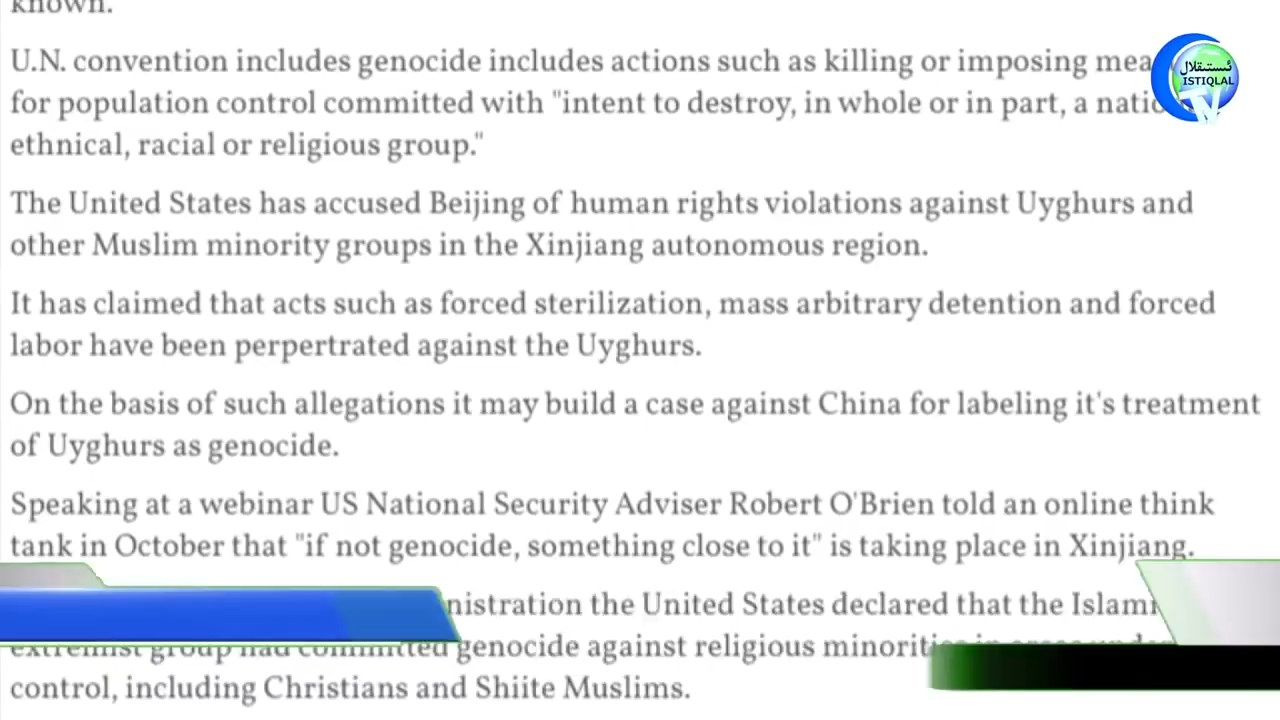 known.
U.N. convention includes genocide includes actions such as killing or imposing
for population control committed with "intent to destroy, in whole or in part, a
ethnical, racial or religious group."
ئىستىقلال
ISTIQLAL
TV
The United States has accused Beijing of human rights violations against Uyghurs and
other Muslim minority groups in the Xinjiang autonomous region.
It has claimed that acts such as forced sterilization, mass arbitrary detention and forced
labor have been perpertrated against the Uyghurs.
On the basis of such allegations it may build a case against China for labeling it's treatment
of Uyghurs as genocide.
Speaking at a webinar US National Security Adviser Robert O'Brien told an online think
tank in October that "if not genocide, something close to it" is taking place in Xinjiang.
the United States declared that the
extremist group had committed genocide against religious
control, including Christians and Shiite Muslims.